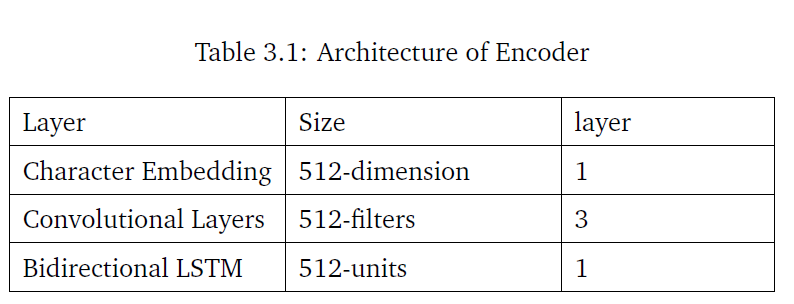 Table 3.1: Architecture of Encoder
Layer Size layer
Character Embedding 512-dimension 1
Convolutional Layers 512-filters 3
Bidirectional LSTM 512-units 1